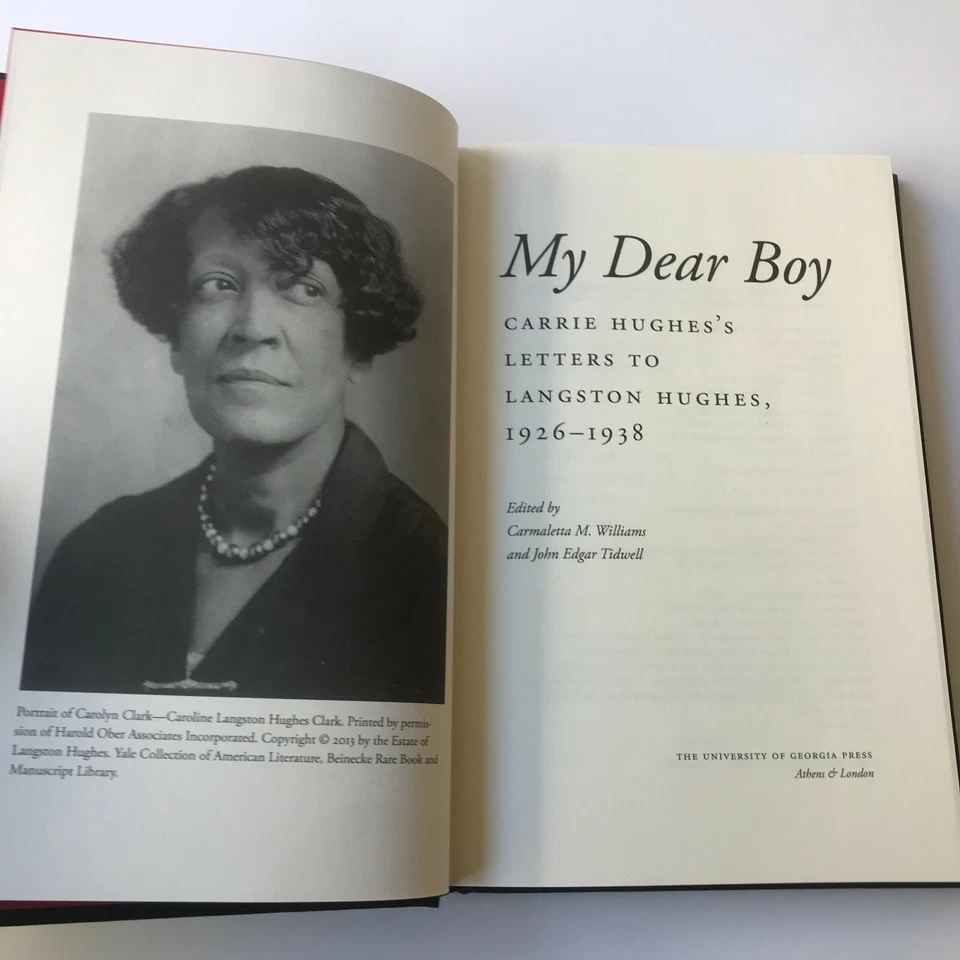 Portrait of Carolyn Clark—Caroline Langston Hughes Clark. Printed by permis-
sion of Harold Ober Associates Incorporated. Copyright © 2013 by the Estate of
Langston Hughes. Yale Collection of American Literature, Beinecke Rare Book and
Manuscript Library.
My Dear Boy
CARRIE HUGHES’S
LETTERS TO
LANGSTON HUGHES,
1926–1938
Edited by
Carmaletta M. Williams
and John Edgar Tidwell
THE UNIVERSITY OF GEORGIA PRESS
Athens & London